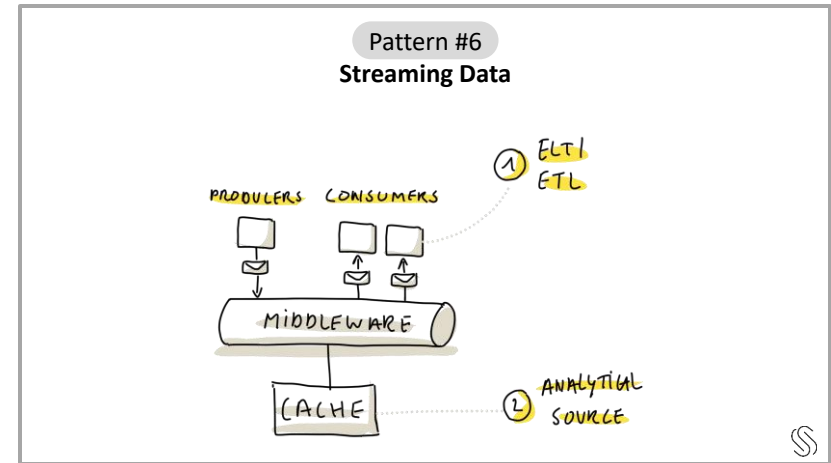 Pattern #6
Streaming Data
1 ELT/
ETL
PRODUCERS CONSUMERS
MIDDLEWARE
CACHE
2 ANALYTICAL
SOURCE